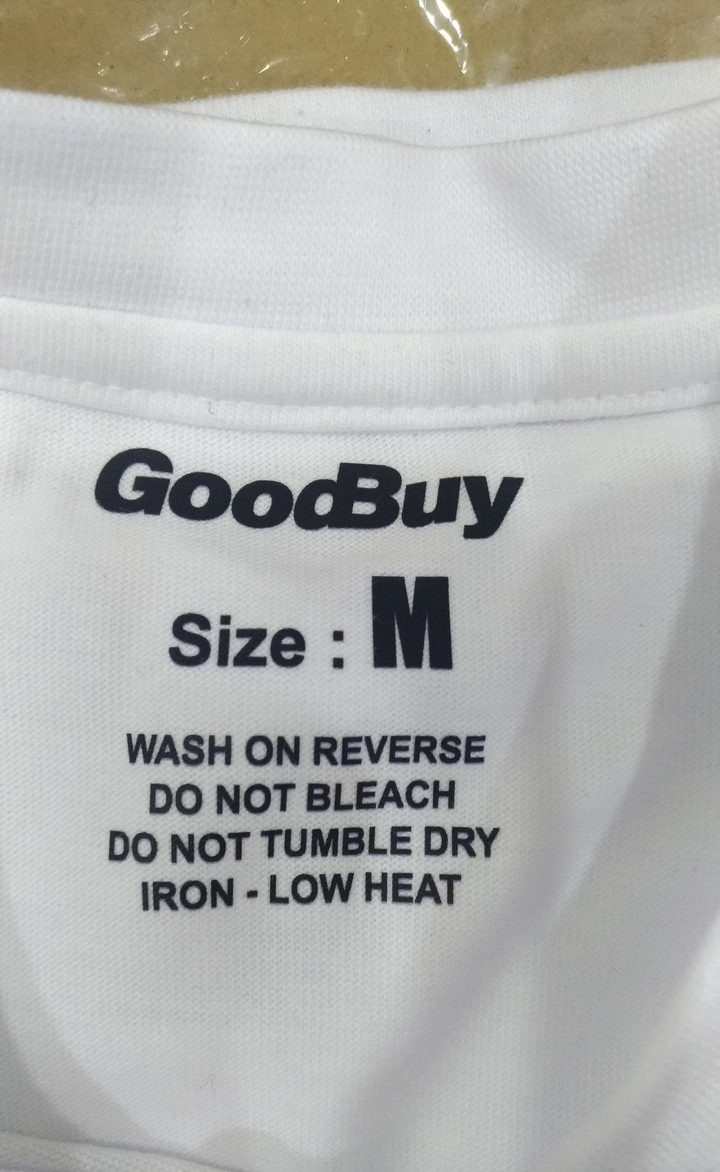 GoodBuy
Size : M
WASH ON REVERSE
DO NOT BLEACH
DO NOT TUMBLE DRY
IRON - LOW HEAT